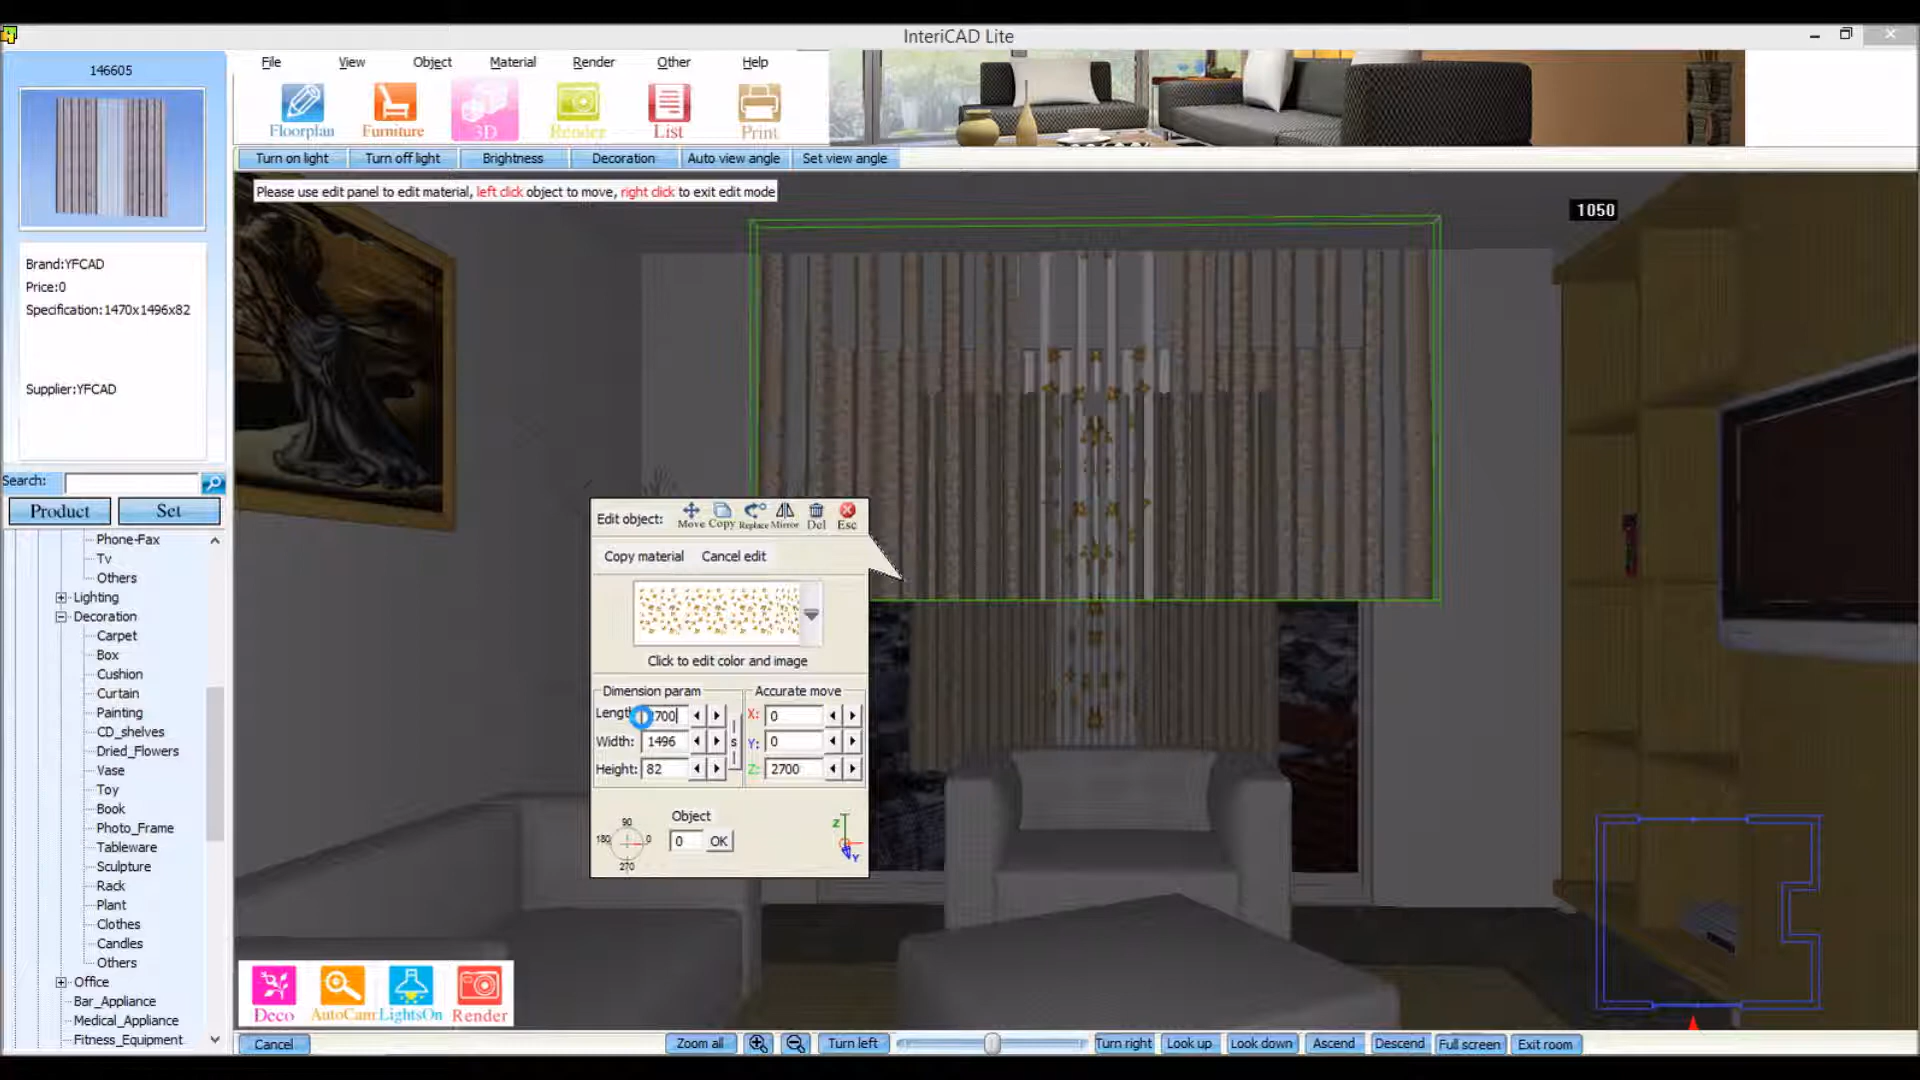 InteriCAD Lite
146605
File View Object Material Render Other Help
Floorplan Furniture 3D Render List Print
Turn on light Turn off light Brightness Decoration Auto view angle Set view angle
Please use edit panel to edit material, left click object to move, right click to exit edit mode
1050
Brand:YFCAD
Price:0
Specification:1470x1496x82
Supplier:YFCAD
Search:
Product Set
Phone-Fax
Tv
Others
Lighting
Decoration
Carpet
Box
Cushion
Curtain
Painting
CD_shelves
Dried_Flowers
Vase
Toy
Book
Photo_Frame
Tableware
Sculpture
Rack
Plant
Clothes
Candles
Others
Office
Bar_Appliance
Medical_Appliance
Fitness_Equipment
Edit object: Move Copy Replace Mirror Del Esc
Copy material Cancel edit
Click to edit color and image
Dimension param Accurate move
Length 700 X: 0
Width: 1496 Y: 0
Height: 82 Z: 2700
S
Object
90
180 0
270
0 OK
Z
Y
Deco AutoCam LightsOn Render
Cancel Zoom all Turn left Turn right Look up Look down Ascend Descend Full screen Exit room